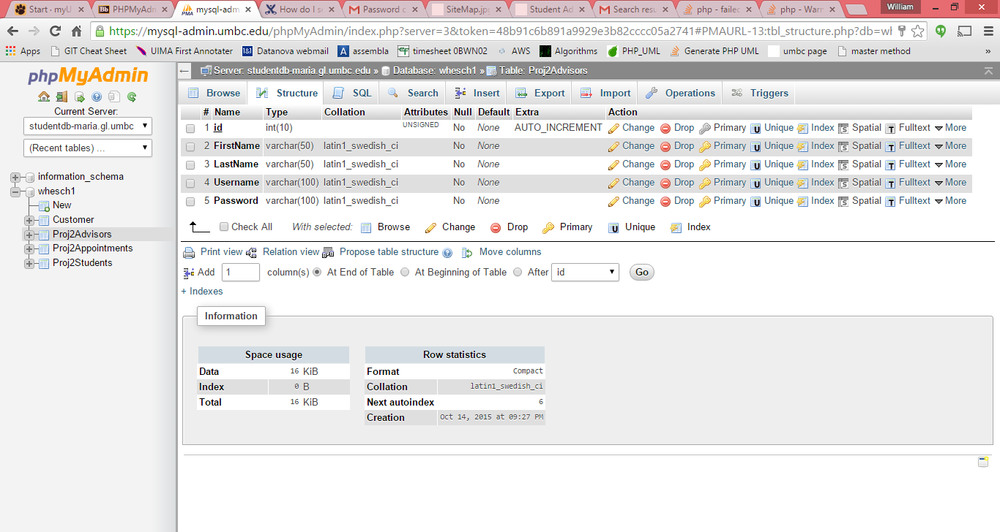 Start · myU PHPMyAdm mysql-adm How do I se Password c SiteMap.jpg Student Ad Search resu php - failed php - Warn William
https://mysql-admin.umbc.edu/phpMyAdmin/index.php?server=3&token=48b91c6b891a9929e3b82cccc05a2741#PMAURL-13:tbl_structure.php?db=wh
Apps GIT Cheat Sheet UIMA First Annotater Datanova webmail assembla timesheet 0BWN02 AWS Algorithms PHP_UML Generate PHP UML umbc page master method »
phpMyAdmin
Current Server:
studentdb-maria.gl.umbc
(Recent tables) ...
information_schema
whesch1
New
Customer
Proj2Advisors
Proj2Appointments
Proj2Students
Server: studentdb-maria.gl.umbc.edu » Database: whesch1 » Table: Proj2Advisors
Browse Structure SQL Search Insert Export Import Operations Triggers
# Name Type Collation Attributes Null Default Extra Action
1 id int(10) UNSIGNED No None AUTO_INCREMENT Change Drop Primary Unique Index Spatial Fulltext More
2 FirstName varchar(50) latin1_swedish_ci No None Change Drop Primary Unique Index Spatial Fulltext More
3 LastName varchar(50) latin1_swedish_ci No None Change Drop Primary Unique Index Spatial Fulltext More
4 Username varchar(100) latin1_swedish_ci No None Change Drop Primary Unique Index Spatial Fulltext More
5 Password varchar(100) latin1_swedish_ci No None Change Drop Primary Unique Index Spatial Fulltext More
Check All With selected: Browse Change Drop Primary Unique Index
Print view Relation view Propose table structure Move columns
Add 1 column(s) At End of Table At Beginning of Table After id Go
+ Indexes
Information
Space usage
Data 16 KiB
Index 0 B
Total 16 KiB
Row statistics
Format Compact
Collation latin1_swedish_ci
Next autoindex 6
Creation Oct 14, 2015 at 09:27 PM